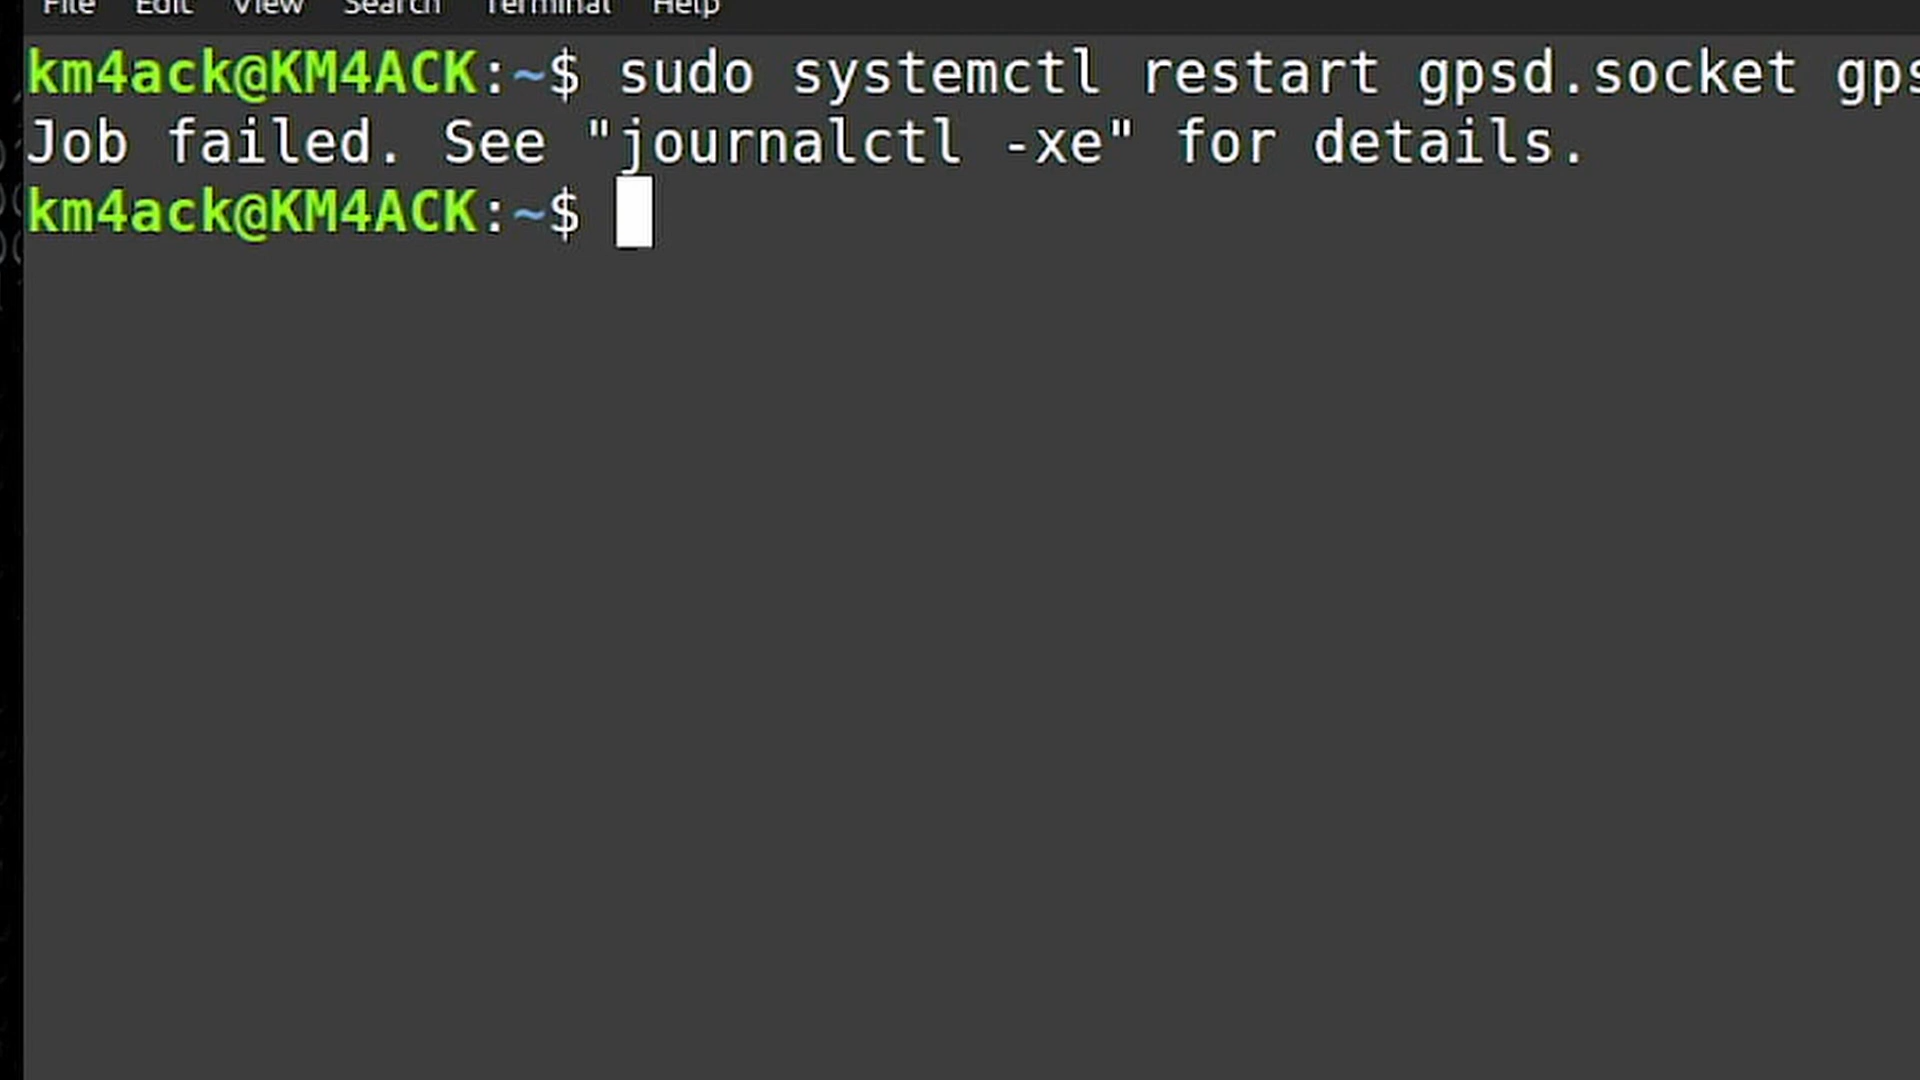 File Edit View Search Terminal Help
km4ack@KM4ACK:~$ sudo systemctl restart gpsd.socket gps
Job failed. See "journalctl -xe" for details.
km4ack@KM4ACK:~$